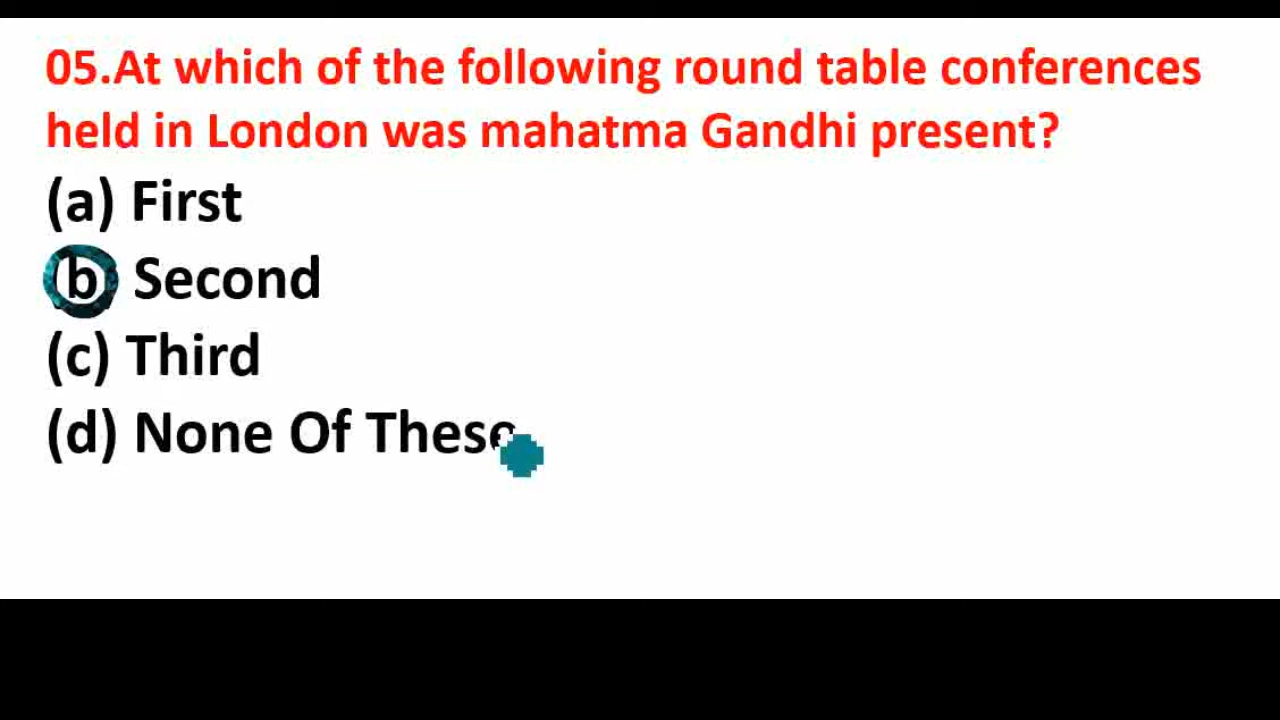 05.At which of the following round table conferences
held in London was mahatma Gandhi present?
(a) First
(b) Second
(c) Third
(d) None Of These